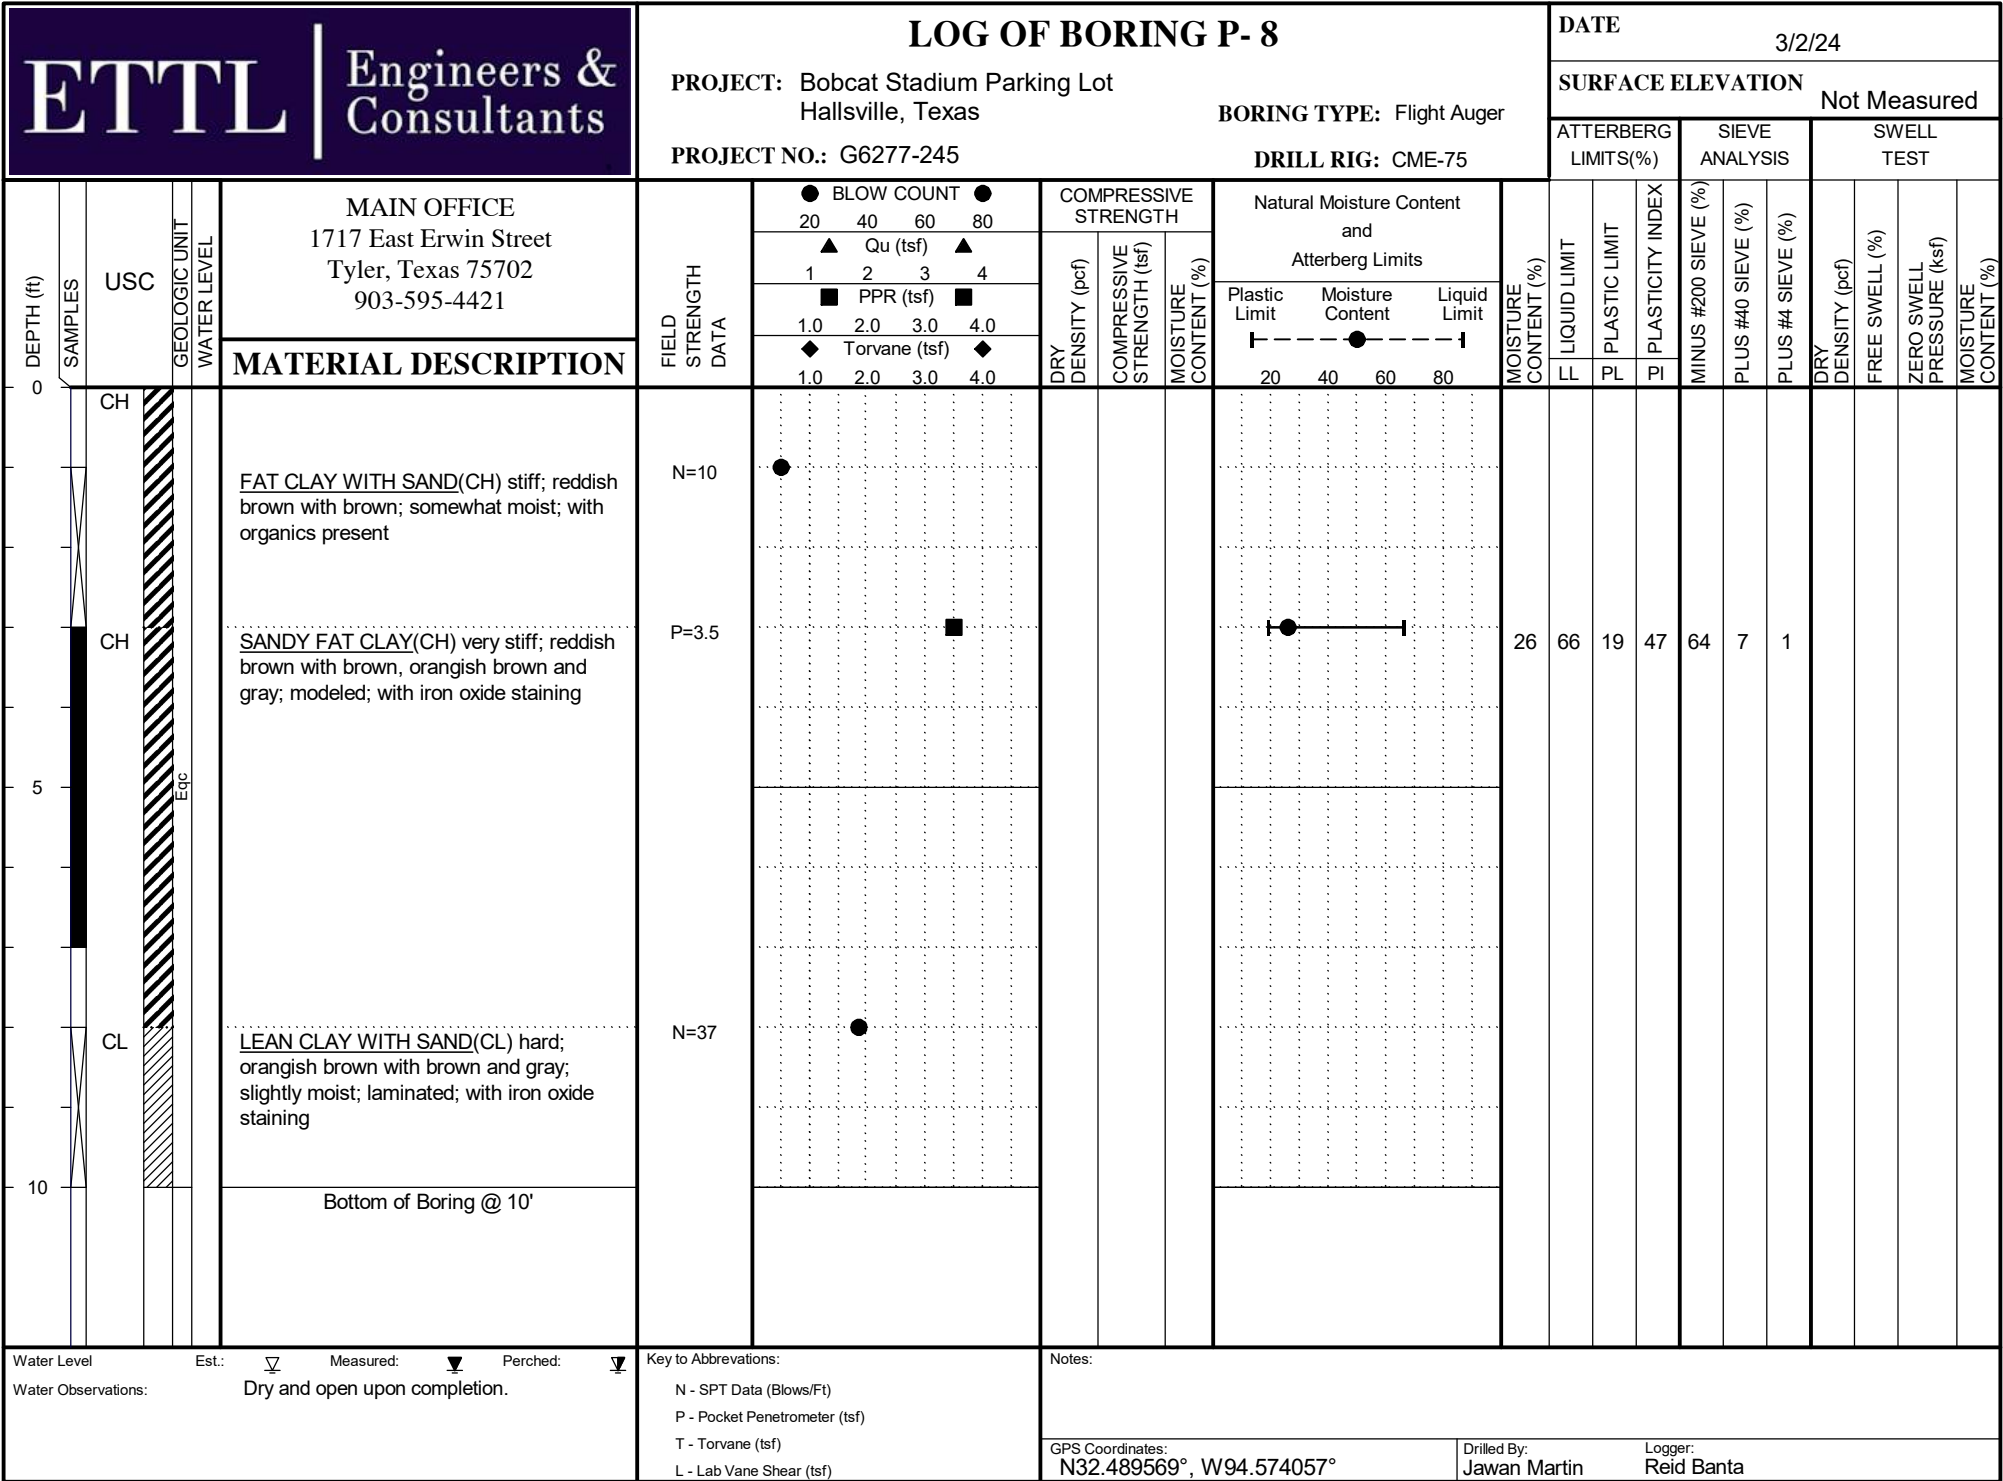 ETTL
Engineers &
Consultants
LOG OF BORING P- 8
PROJECT: Bobcat Stadium Parking Lot
Hallsville, Texas
BORING TYPE: Flight Auger
PROJECT NO.: G6277-245
DRILL RIG: CME-75
DATE
3/2/24
SURFACE ELEVATION
Not Measured
ATTERBERG
LIMITS(%)
SIEVE
ANALYSIS
SWELL
TEST
DEPTH (ft)
SAMPLES
USC
GEOLOGIC UNIT
WATER LEVEL
MAIN OFFICE
1717 East Erwin Street
Tyler, Texas 75702
903-595-4421
MATERIAL DESCRIPTION
FIELD
STRENGTH
DATA
BLOW COUNT
20 40 60 80
Qu (tsf)
1 2 3 4
PPR (tsf)
1.0 2.0 3.0 4.0
Torvane (tsf)
1.0 2.0 3.0 4.0
COMPRESSIVE
STRENGTH
DRY
DENSITY (pcf)
COMPRESSIVE
STRENGTH (tsf)
MOISTURE
CONTENT (%)
Natural Moisture Content
and
Atterberg Limits
Plastic Moisture Liquid
Limit Content Limit
20 40 60 80
MOISTURE
CONTENT (%)
LIQUID LIMIT
PLASTIC LIMIT
PLASTICITY INDEX
LL PL PI
MINUS #200 SIEVE (%)
PLUS #40 SIEVE (%)
PLUS #4 SIEVE (%)
DRY
DENSITY (pcf)
FREE SWELL (%)
ZERO SWELL
PRESSURE (ksf)
MOISTURE
CONTENT (%)
0
CH
FAT CLAY WITH SAND(CH) stiff; reddish
brown with brown; somewhat moist; with
organics present
N=10
CH
SANDY FAT CLAY(CH) very stiff; reddish
brown with brown, orangish brown and
gray; modeled; with iron oxide staining
P=3.5
26 66 19 47 64 7 1
5
Eqc
CL
LEAN CLAY WITH SAND(CL) hard;
orangish brown with brown and gray;
slightly moist; laminated; with iron oxide
staining
N=37
10
Bottom of Boring @ 10'
Water Level Est.: Measured: Perched:
Water Observations: Dry and open upon completion.
Key to Abbrevations:
N - SPT Data (Blows/Ft)
P - Pocket Penetrometer (tsf)
T - Torvane (tsf)
L - Lab Vane Shear (tsf)
Notes:
GPS Coordinates:
N32.489569°, W94.574057°
Drilled By:
Jawan Martin
Logger:
Reid Banta